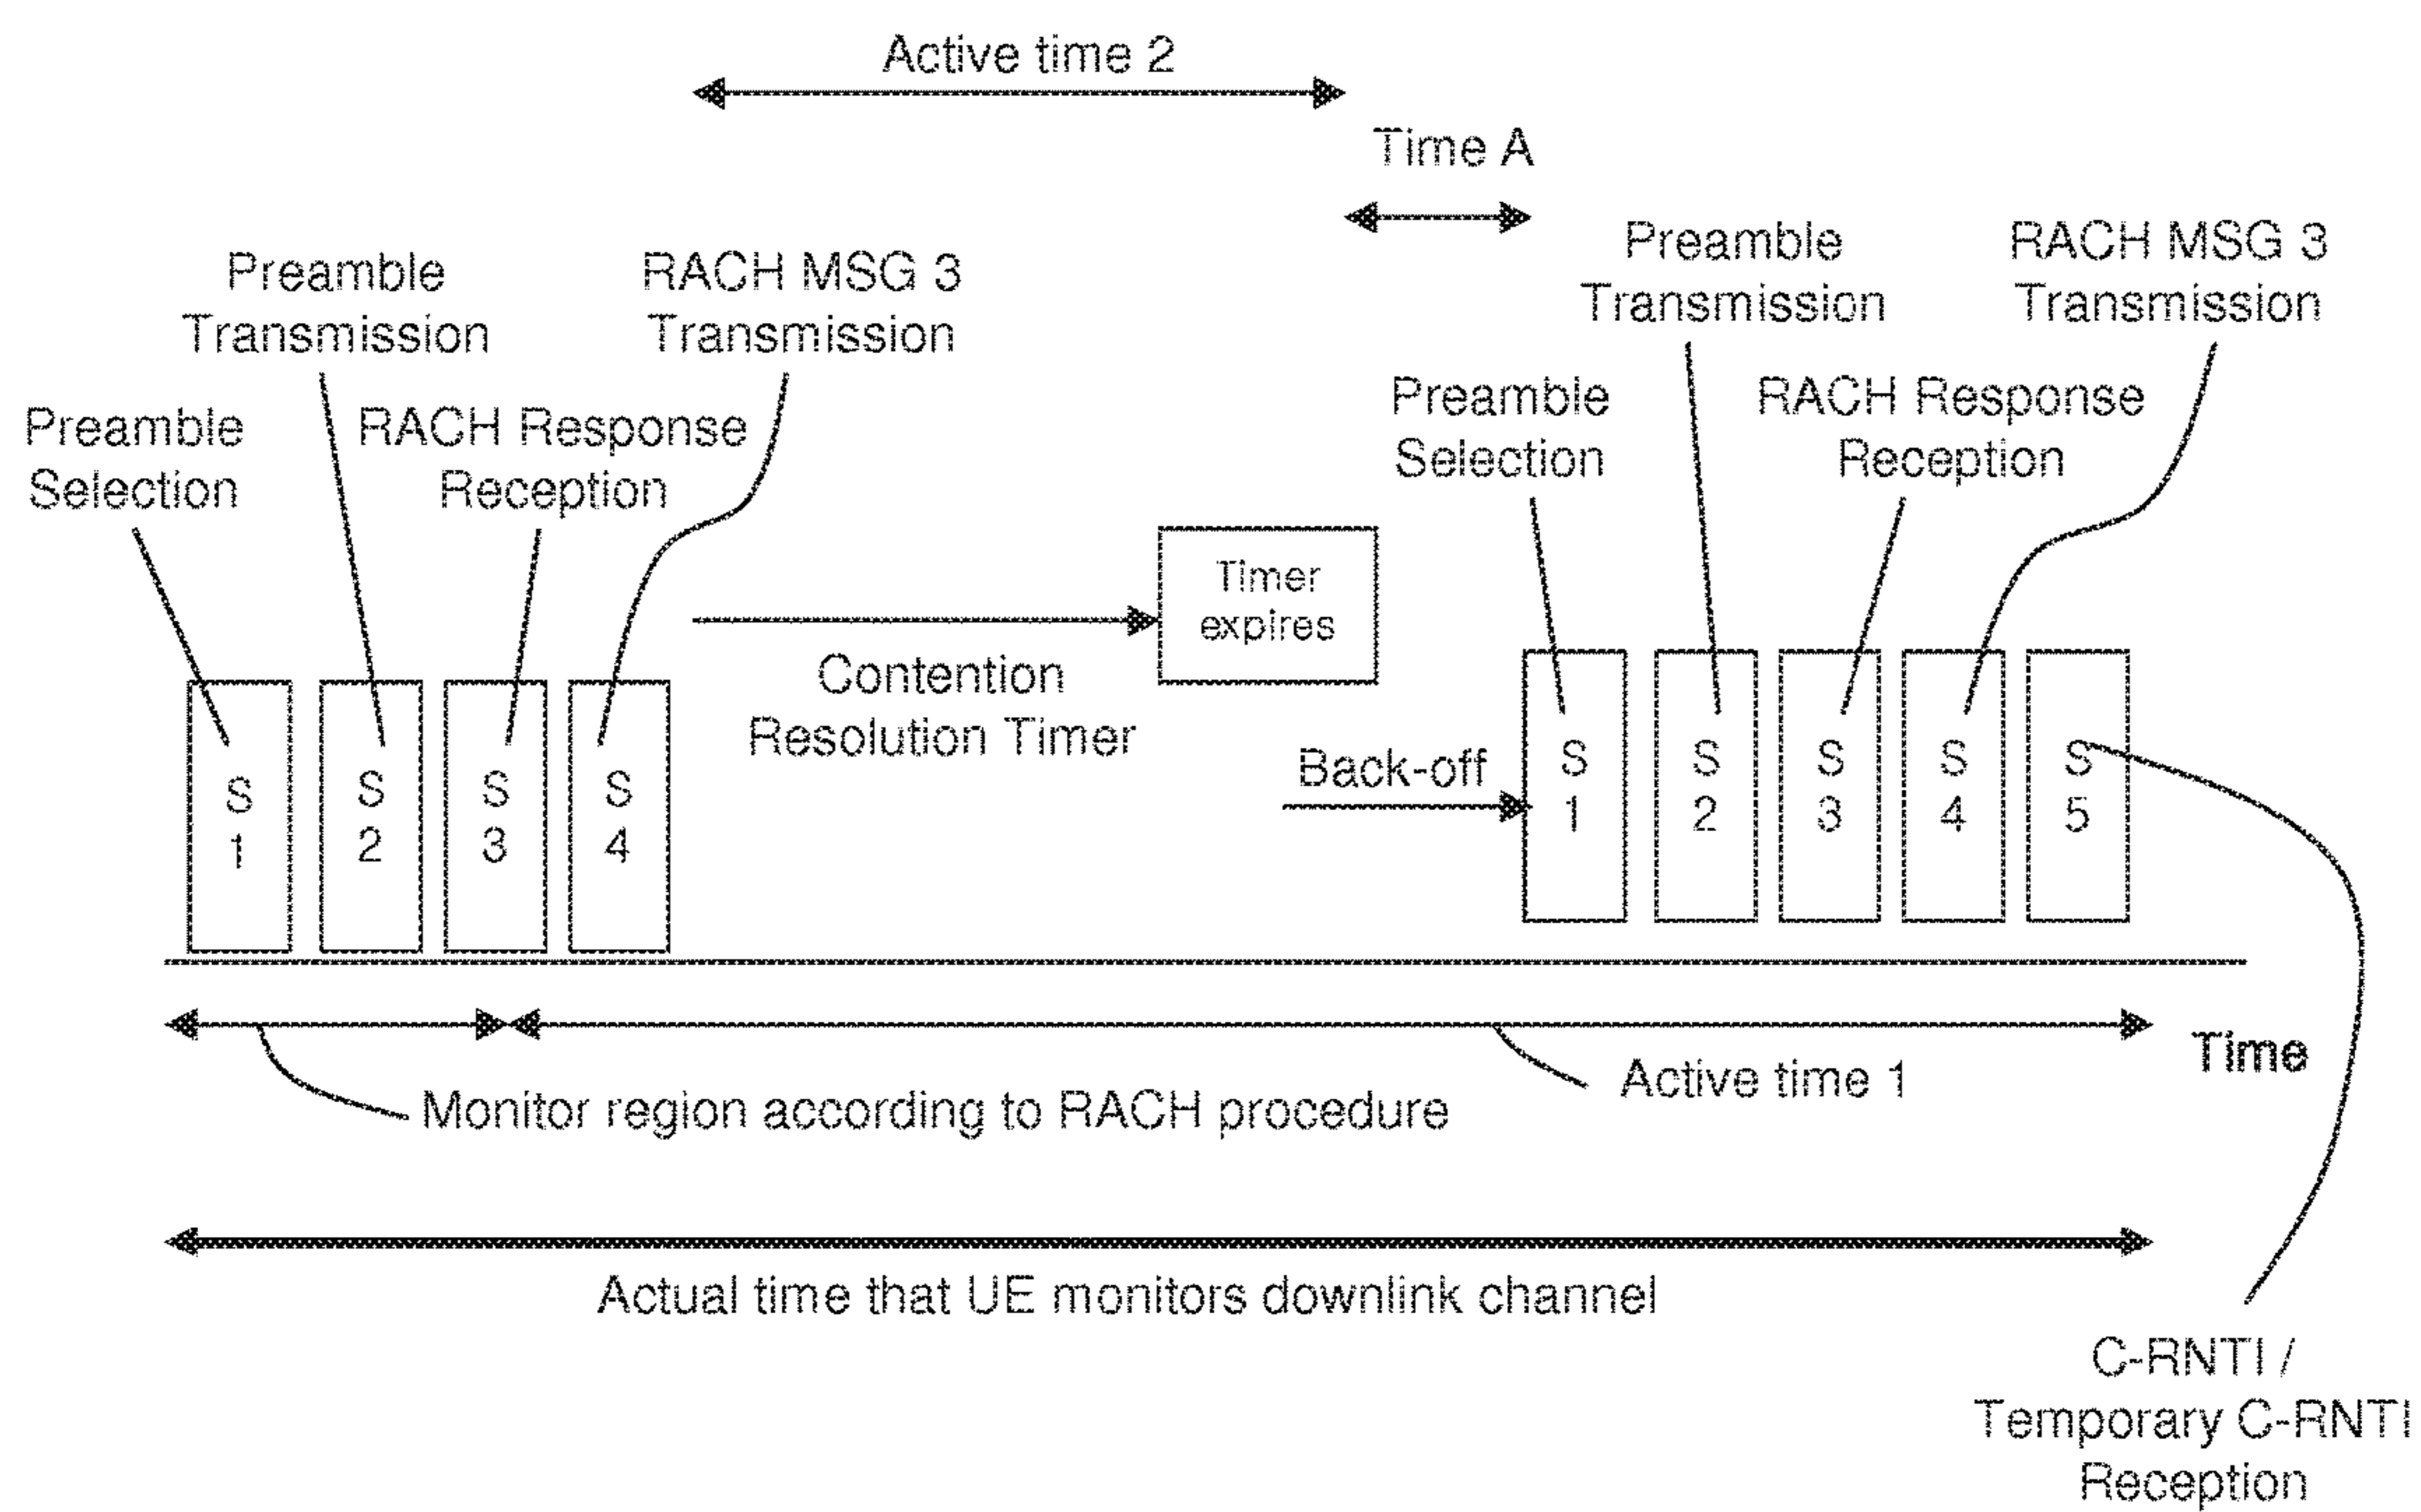 Active time 2
Time A
Preamble
Transmission
RACH MSG 3
Transmission
Preamble
Selection
RACH Response
Reception
Preamble
Transmission
RACH MSG 3
Transmission
Preamble
Selection
RACH Response
Reception
Timer
expires
Contention
Resolution Timer
Back-off
S
1
S
2
S
3
S
4
S
1
S
2
S
3
S
4
S
5
Time
Active time 1
Monitor region according to RACH procedure
Actual time that UE monitors downlink channel
C-RNTI /
Temporary C-RNTI
Reception